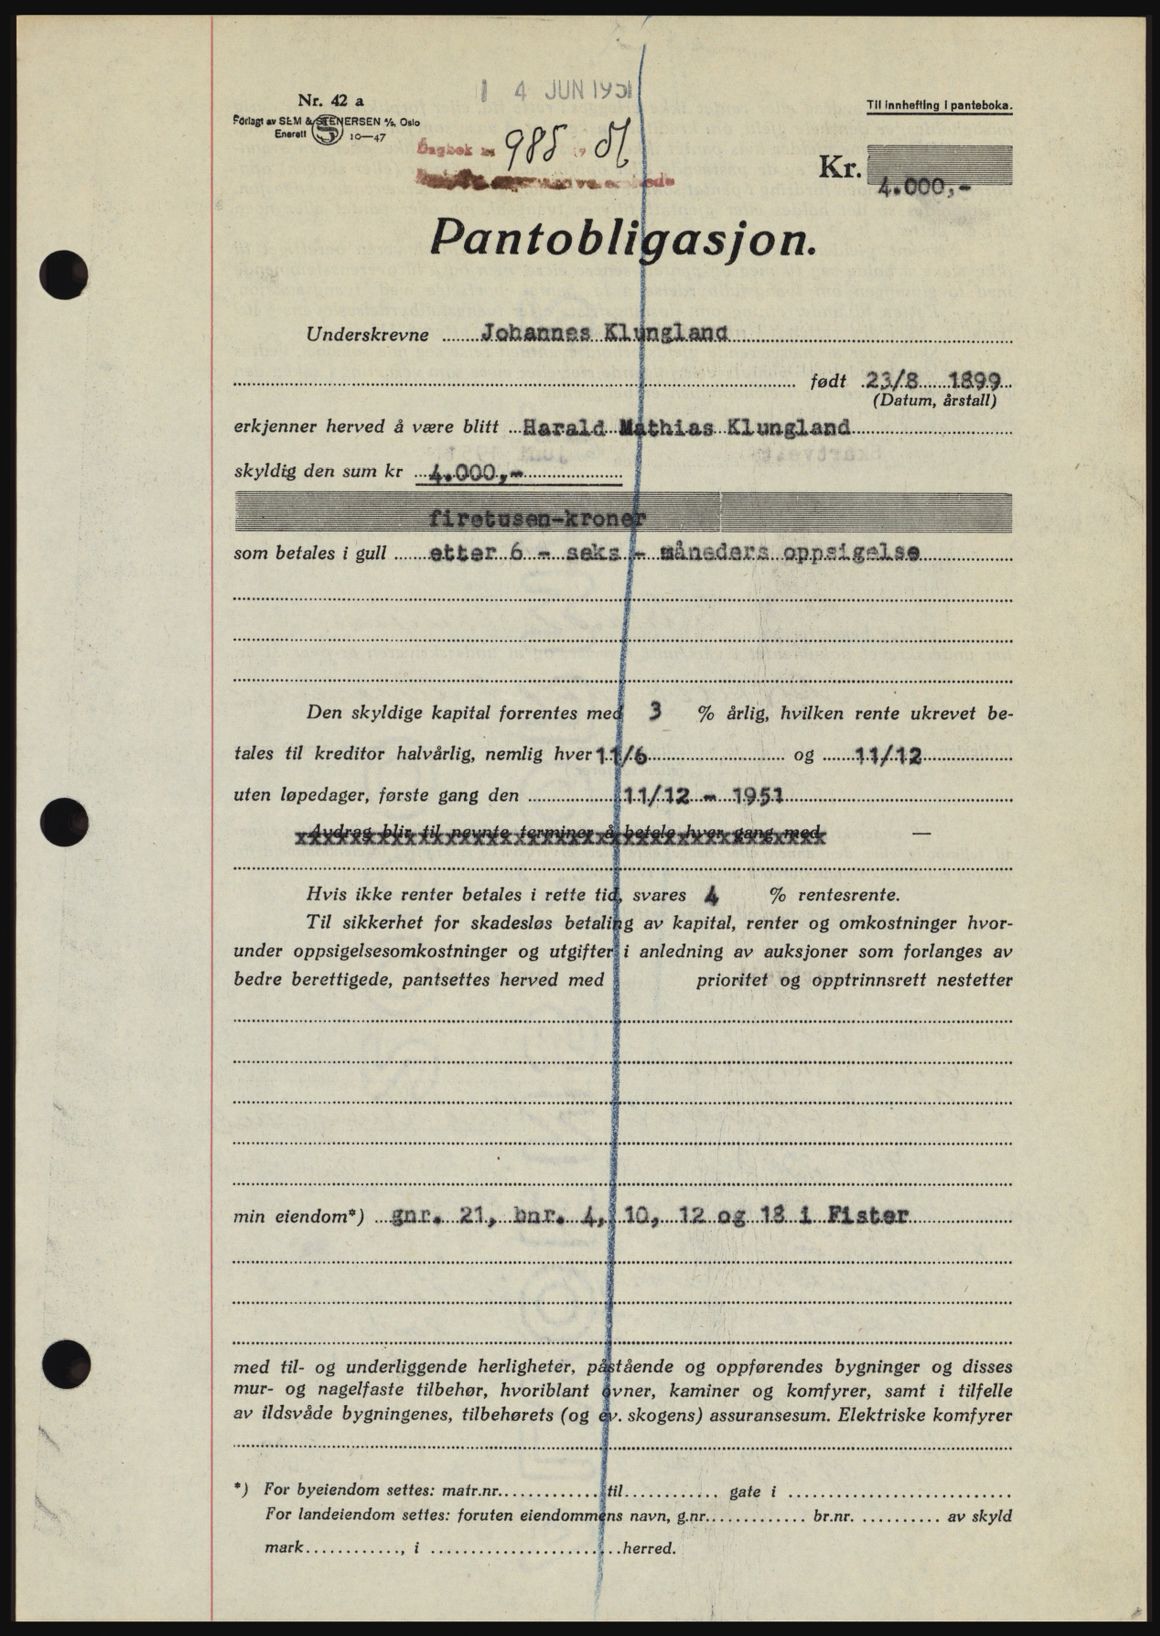 14 JUN 1951
Nr. 42 a
Forlagt av SEM & STENERSEN A/S, Oslo
Enerett 10—47
Til innhefting i panteboka.
Dagbok nr. 985, 19 51
Kr. 4.000,-
Pantobligasjon.
Underskrevne Johannes Klungland
født 23/8 1899
(Datum, årstall)
erkjenner herved å være blitt Harald Mathias Klungland
skyldig den sum kr 4.000,-
firetusen-kroner
som betales i gull etter 6 - seks - måneders oppsigelse
Den skyldige kapital forrentes med 3 % årlig, hvilken rente ukrevet be-
tales til kreditor halvårlig, nemlig hver 11/6 og 11/12
uten løpedager, første gang den 11/12 - 1951
Avdrag blir til nevnte terminer å betale hver gang med —
Hvis ikke renter betales i rette tid, svares 4 % rentesrente.
Til sikkerhet for skadesløs betaling av kapital, renter og omkostninger hvor-
under oppsigelsesomkostninger og utgifter i anledning av auksjoner som forlanges av
bedre berettigede, pantsettes herved med prioritet og opptrinnsrett nestetter
min eiendom*) gnr. 21, bnr. 4, 10, 12 og 18 i Fister
med til- og underliggende herligheter, påstående og oppførendes bygninger og disses
mur- og nagelfaste tilbehør, hvoriblant ovner, kaminer og komfyrer, samt i tilfelle
av ildsvåde bygningenes, tilbehørets (og ev. skogens) assuransesum. Elektriske komfyrer
*) For byeiendom settes: matr.nr. til gate i
For landeiendom settes: foruten eiendommens navn, g.nr. br.nr. av skyld
mark , i herred.